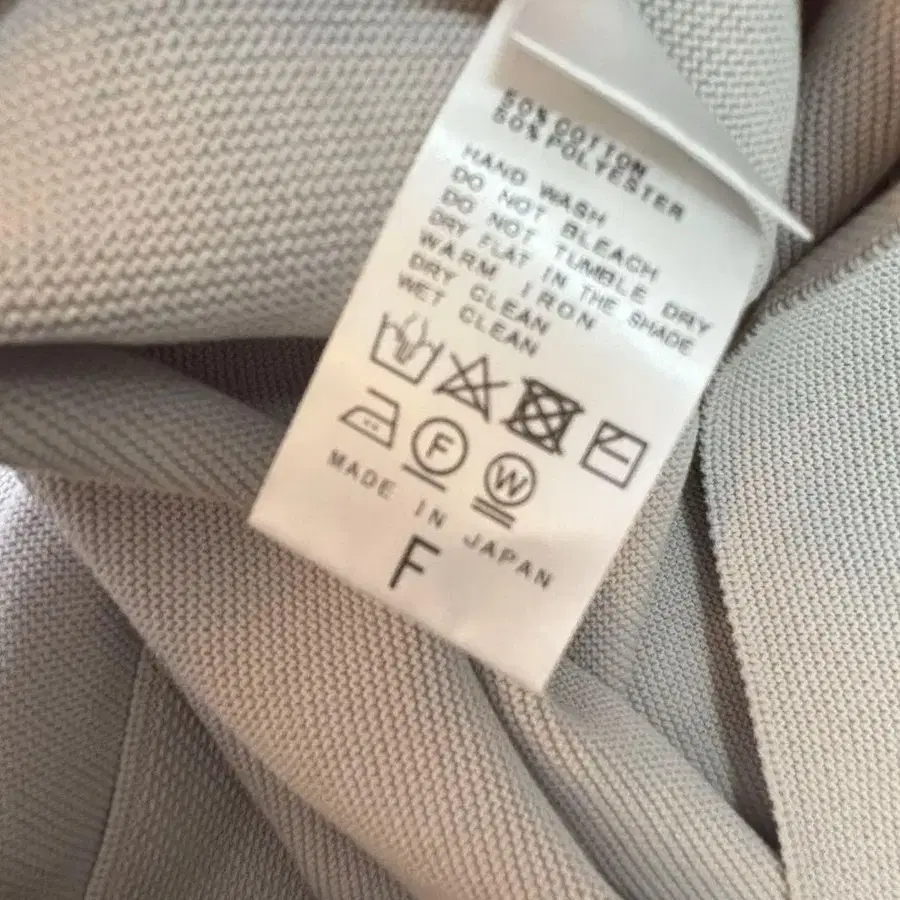 50% COTTON
50% POLYESTER
HAND WASH
DO NOT BLEACH
DO NOT TUMBLE DRY
DRY FLAT IN THE SHADE
WARM IRON
DRY CLEAN
WET CLEAN
F
W
MADE IN JAPAN
F